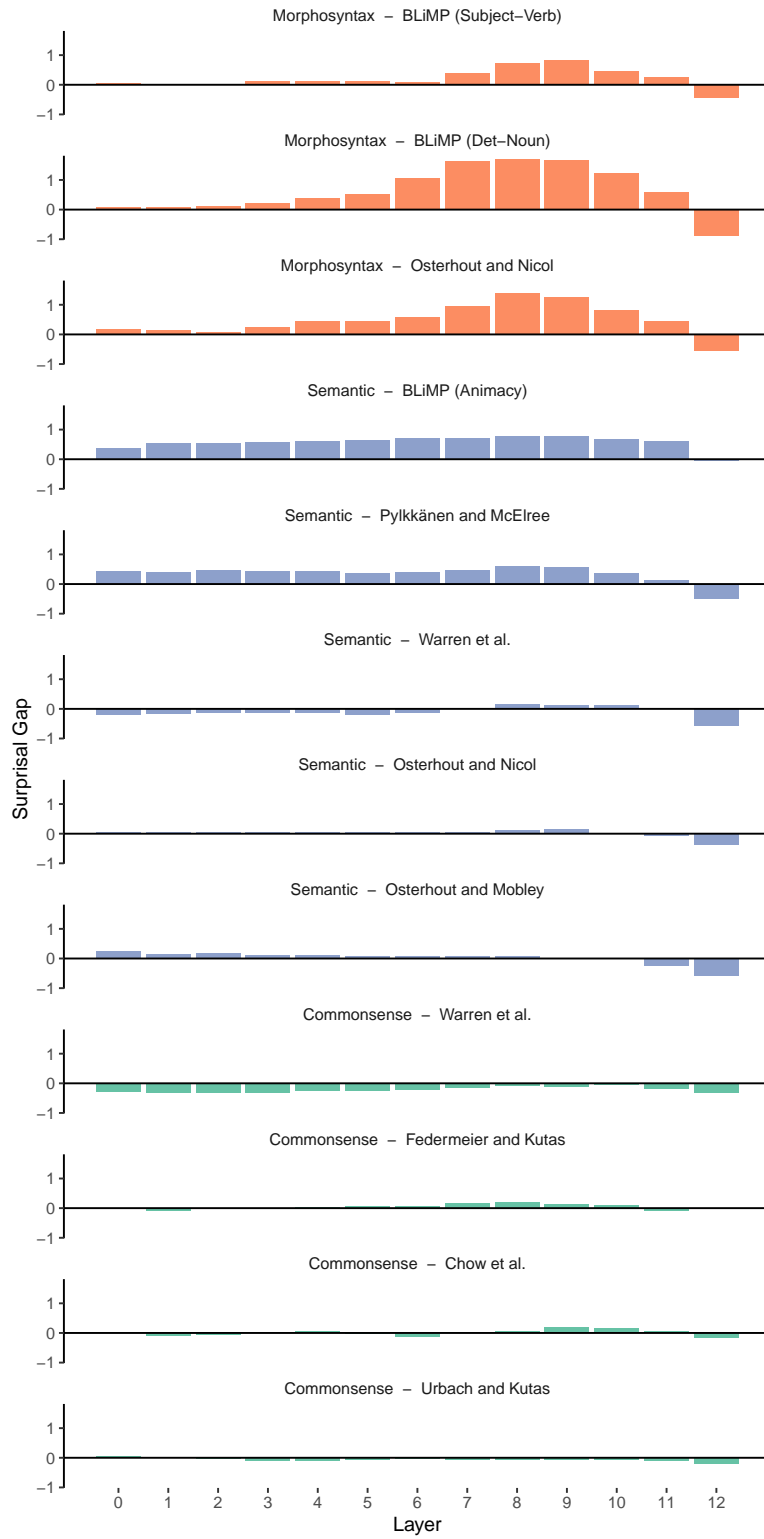 Morphosyntax − BLiMP (Subject−Verb)
1
0
−1
Morphosyntax − BLiMP (Det−Noun)
1
0
−1
Morphosyntax − Osterhout and Nicol
1
0
−1
Semantic − BLiMP (Animacy)
1
0
−1
Semantic − Pylkkänen and McElree
1
0
−1
Semantic − Warren et al.
1
0
−1
Semantic − Osterhout and Nicol
1
0
−1
Semantic − Osterhout and Mobley
1
0
−1
Commonsense − Warren et al.
1
0
−1
Commonsense − Federmeier and Kutas
1
0
−1
Commonsense − Chow et al.
1
0
−1
Commonsense − Urbach and Kutas
1
0
−1
0 1 2 3 4 5 6 7 8 9 10 11 12
Layer
Surprisal Gap